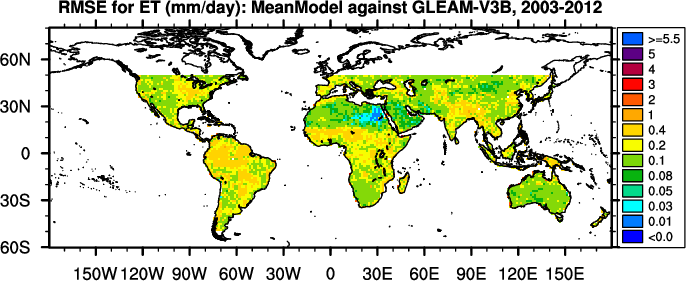 RMSE for ET (mm/day): MeanModel against GLEAM-V3B, 2003-2012
60N
30N
0
30S
60S
150W 120W 90W 60W 30W 0 30E 60E 90E 120E 150E
>=5.5
5
4
3
2
1
0.4
0.2
0.1
0.08
0.05
0.03
0.01
<0.0